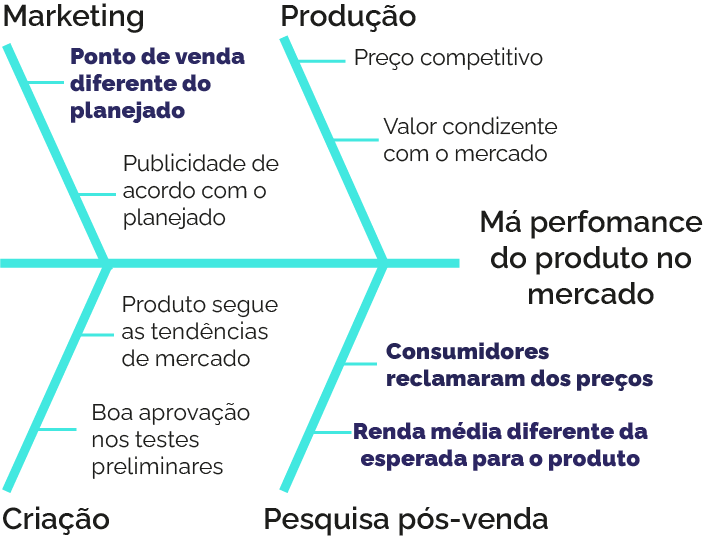 Marketing
Ponto de venda
diferente do
planejado
Publicidade de
acordo com o
planejado
Produção
Preço competitivo
Valor condizente
com o mercado
Má perfomance
do produto no
mercado
Produto segue
as tendências
de mercado
Boa aprovação
nos testes
preliminares
Criação
Consumidores
reclamaram dos preços
Renda média diferente da
esperada para o produto
Pesquisa pós-venda